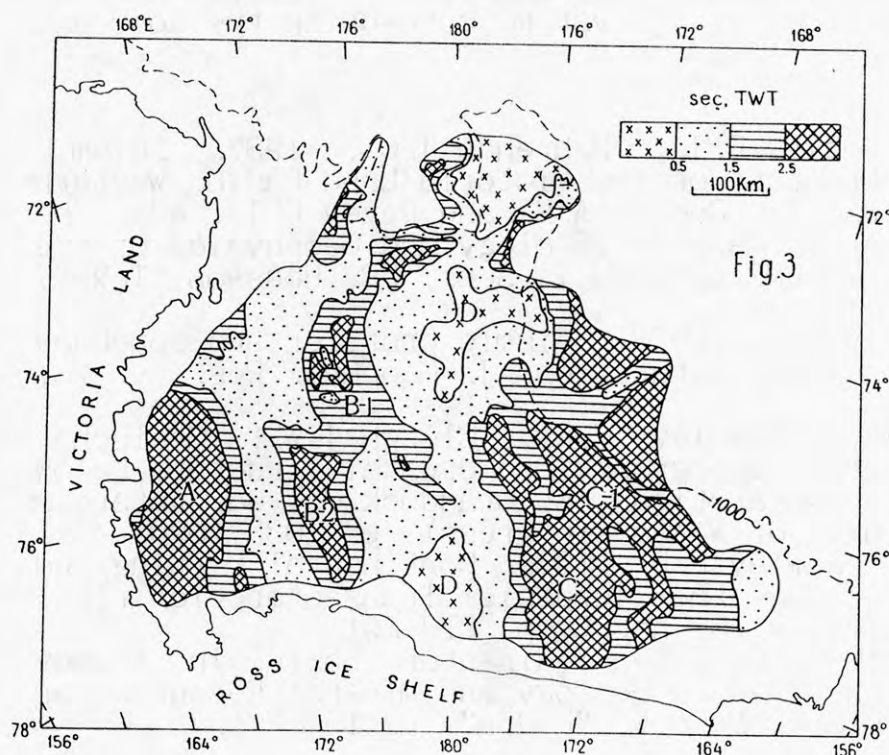 168°E 172° 176° 180° 176° 172° 168°
sec, TWT
0.5 1.5 2.5
100Km
72° 72°
Fig.3
E
D
LAND
74° 74°
B-1
VICTORIA
A
B2
C-1
1000
76° 76°
D
C
?
ROSS ICE SHELF
78° 78°
156° 164° 172° 180° 172° 164° 156°